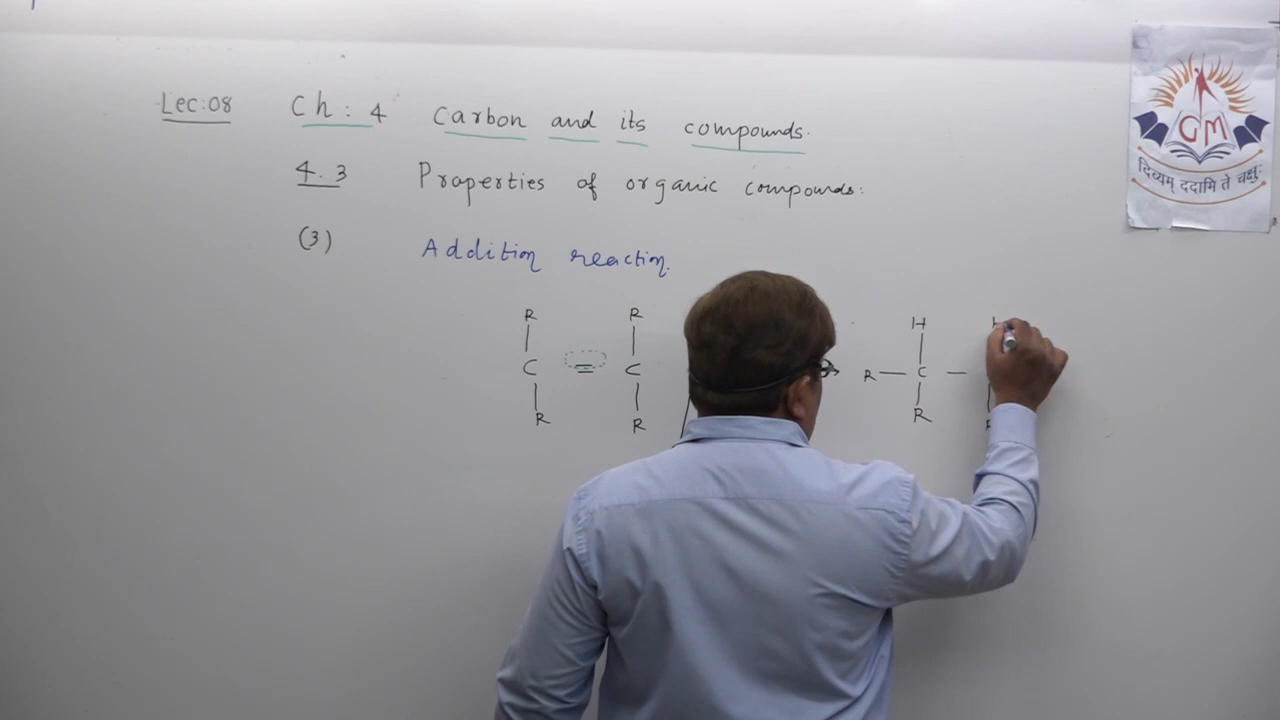 Lec:08 Ch: 4 Carbon and its compounds.
4.3 Properties of organic compounds:
(3) Addition reaction.
R R H H
C = C R — C —
R R R
GM
दिव्यम् ददामि ते चक्षुः